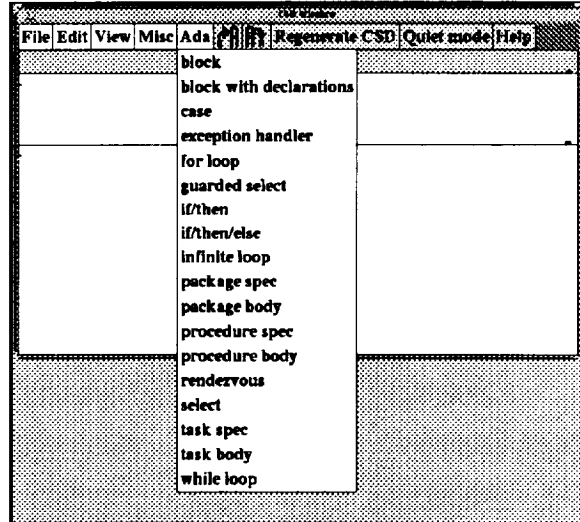 CSD Window
File Edit View Misc Ada Regenerate CSD Quiet mode Help
block
block with declarations
case
exception handler
for loop
guarded select
if/then
if/then/else
infinite loop
package spec
package body
procedure spec
procedure body
rendezvous
select
task spec
task body
while loop